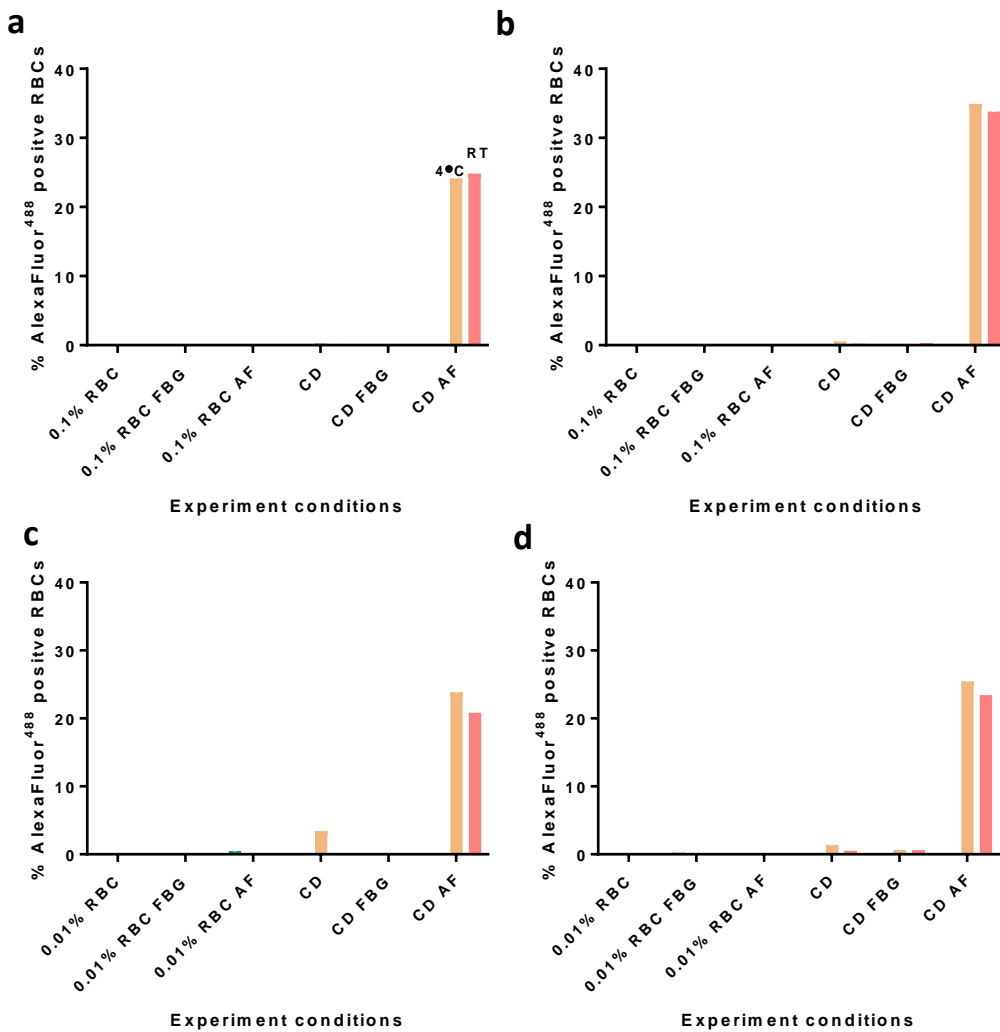 a
% AlexaFluor488 positve RBCs
40
30
20
10
0
4•C
RT
0.1% RBC
0.1% RBC FBG
0.1% RBC AF
CD
CD FBG
CD AF
Experiment conditions
b
% AlexaFluor488 positve RBCs
40
30
20
10
0
0.1% RBC
0.1% RBC FBG
0.1% RBC AF
CD
CD FBG
CD AF
Experiment conditions
c
% AlexaFluor488 positve RBCs
40
30
20
10
0
0.01% RBC
0.01% RBC FBG
0.01% RBC AF
CD
CD FBG
CD AF
Experiment conditions
d
% AlexaFluor488 positve RBCs
40
30
20
10
0
0.01% RBC
0.01% RBC FBG
0.01% RBC AF
CD
CD FBG
CD AF
Experiment conditions